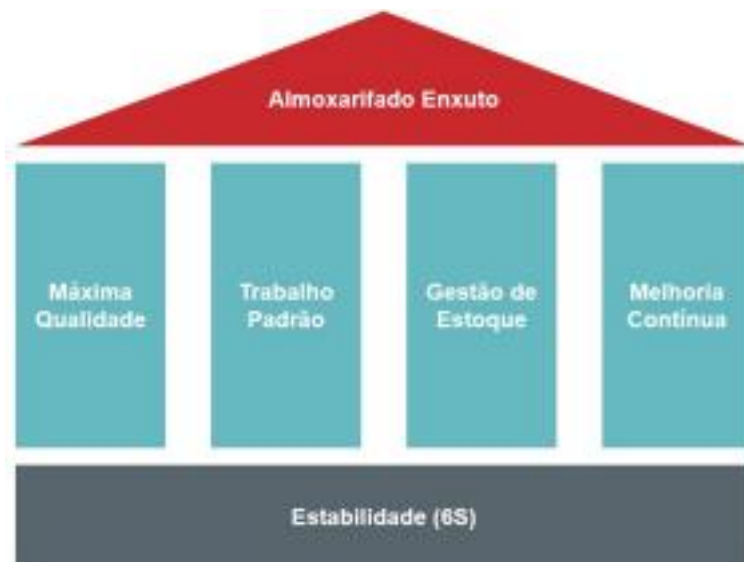 Almoxarifado Enxuto
Máxima
Qualidade
Trabalho
Padrão
Gestão de
Estoque
Melhoria
Contínua
Estabilidade (6S)